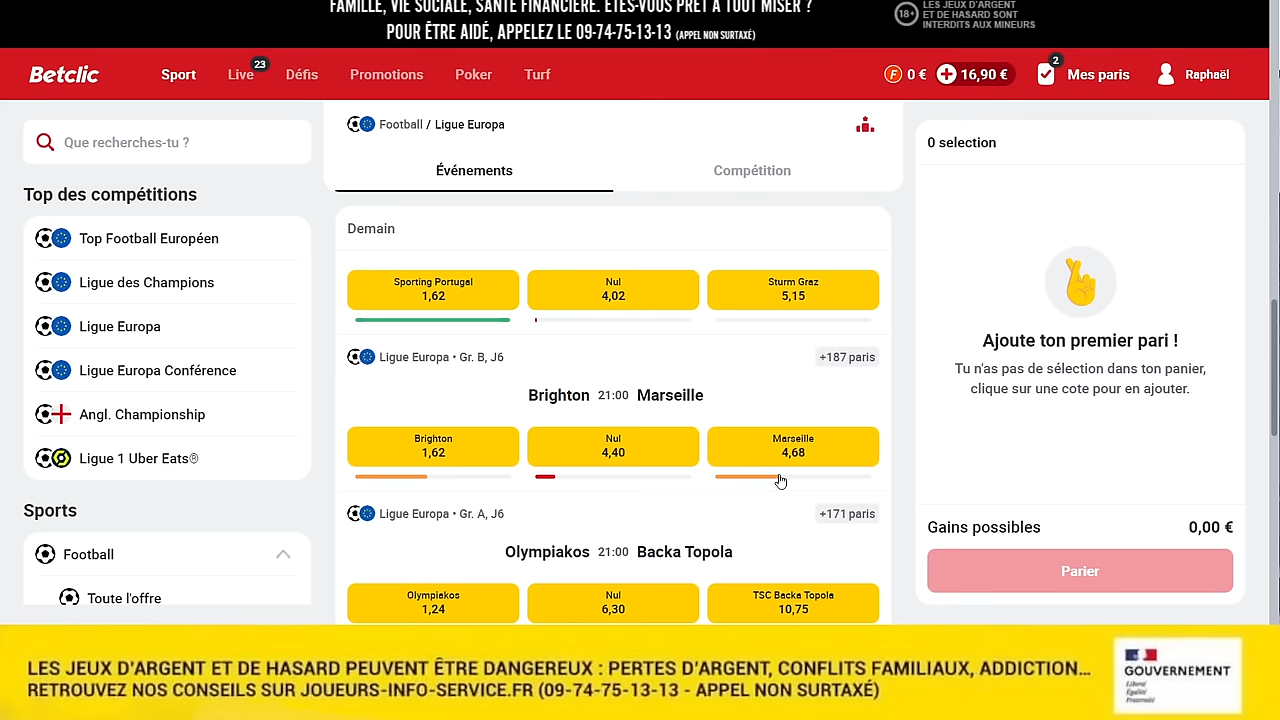 FAMILLE, VIE SOCIALE, SANTÉ FINANCIÈRE. ÊTES-VOUS PRÊT À TOUT MISER ?
POUR ÊTRE AIDÉ, APPELEZ LE 09-74-75-13-13 (APPEL NON SURTAXÉ)
18+
LES JEUX D'ARGENT
ET DE HASARD SONT
INTERDITS AUX MINEURS
Betclic
Sport
Live 23
Défis
Promotions
Poker
Turf
F 0 €
16,90 €
2
Mes paris
Raphaël
Que recherches-tu ?
Top des compétitions
Top Football Européen
Ligue des Champions
Ligue Europa
Ligue Europa Conférence
Angl. Championship
Ligue 1 Uber Eats®
Sports
Football
Toute l'offre
Football / Ligue Europa
Événements
Compétition
Demain
Sporting Portugal
1,62
Nul
4,02
Sturm Graz
5,15
Ligue Europa • Gr. B, J6
+187 paris
Brighton 21:00 Marseille
Brighton
1,62
Nul
4,40
Marseille
4,68
Ligue Europa • Gr. A, J6
+171 paris
Olympiakos 21:00 Backa Topola
Olympiakos
1,24
Nul
6,30
TSC Backa Topola
10,75
0 selection
Ajoute ton premier pari !
Tu n'as pas de sélection dans ton panier,
clique sur une cote pour en ajouter.
Gains possibles
0,00 €
Parier
LES JEUX D'ARGENT ET DE HASARD PEUVENT ÊTRE DANGEREUX : PERTES D'ARGENT, CONFLITS FAMILIAUX, ADDICTION...
RETROUVEZ NOS CONSEILS SUR JOUEURS-INFO-SERVICE.FR (09-74-75-13-13 - APPEL NON SURTAXÉ)
GOUVERNEMENT
Liberté
Égalité
Fraternité